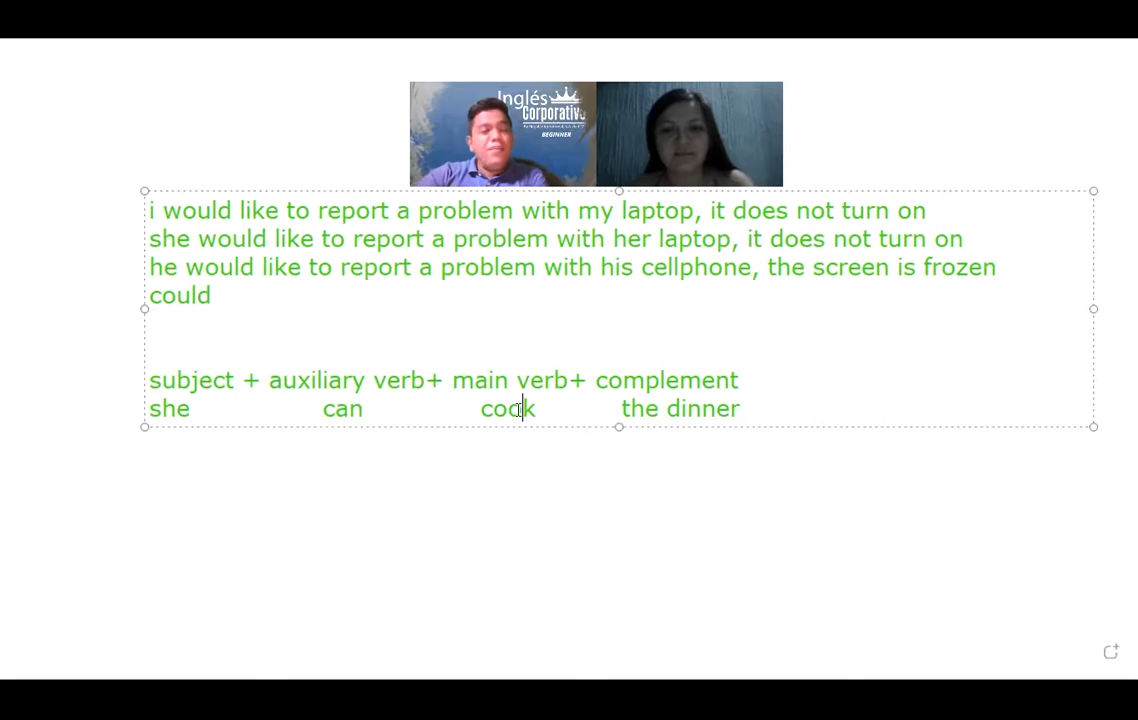 Inglés
Corporativo
BEGINNER
i would like to report a problem with my laptop, it does not turn on
she would like to report a problem with her laptop, it does not turn on
he would like to report a problem with his cellphone, the screen is frozen
could
subject + auxiliary verb+ main verb+ complement
she can cook the dinner